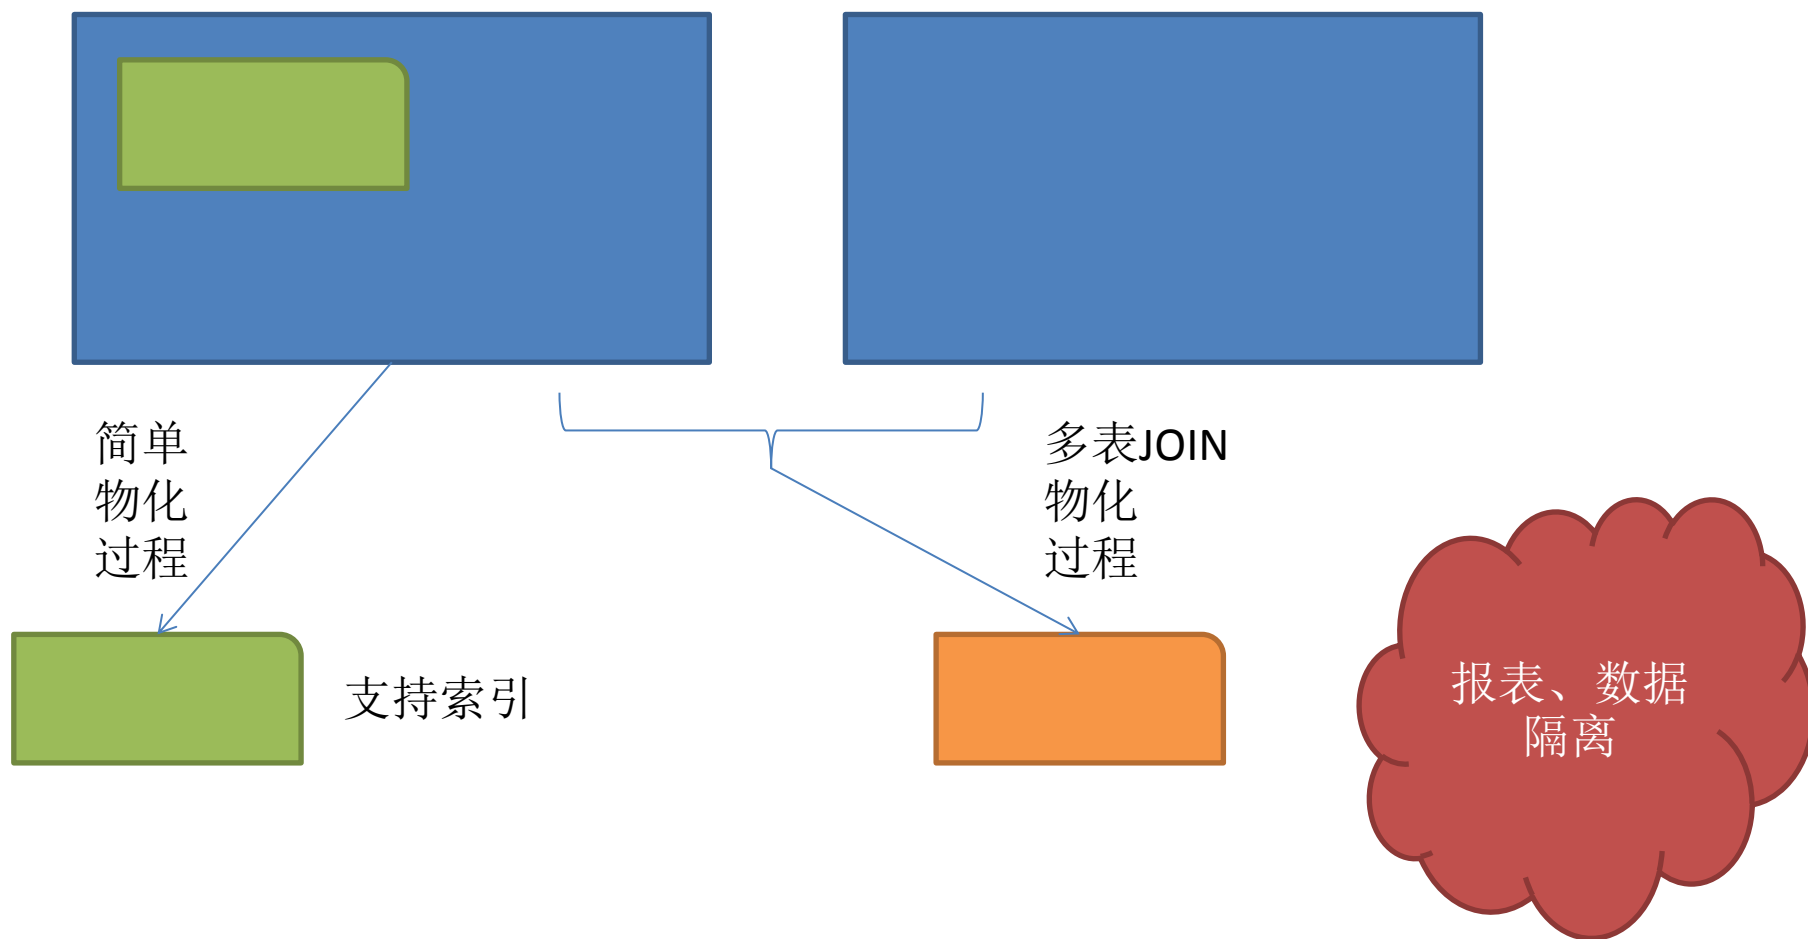 简单
物化
过程
多表JOIN
物化
过程
支持索引
报表、数据
隔离